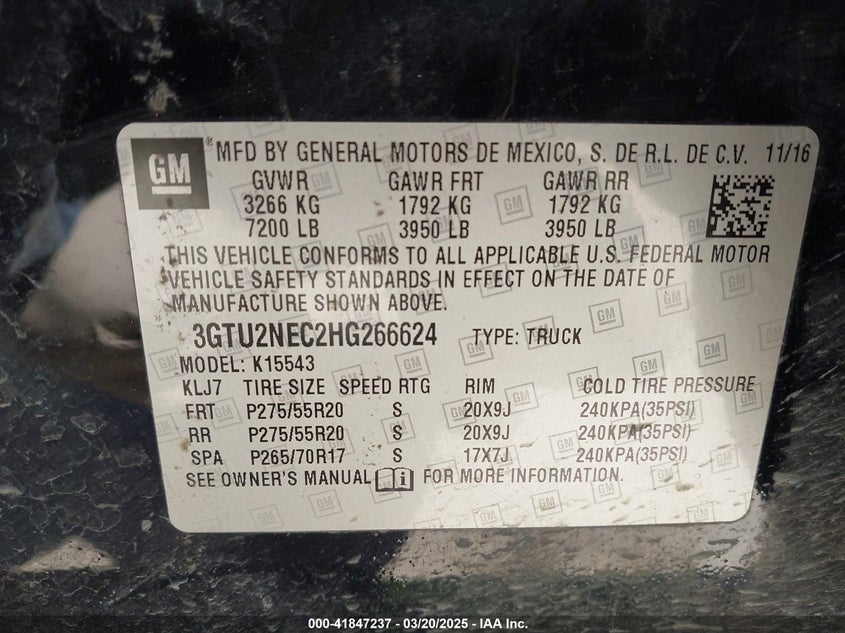 GM ® MFD BY GENERAL MOTORS DE MEXICO, S. DE R.L. DE C.V. 11/16
GVWR GAWR FRT GAWR RR
3266 KG 1792 KG 1792 KG
7200 LB 3950 LB 3950 LB
THIS VEHICLE CONFORMS TO ALL APPLICABLE U.S. FEDERAL MOTOR
VEHICLE SAFETY STANDARDS IN EFFECT ON THE DATE OF
MANUFACTURE SHOWN ABOVE.
3GTU2NEC2HG266624 TYPE: TRUCK
MODEL: K15543
KLJ7 TIRE SIZE SPEED RTG RIM COLD TIRE PRESSURE
FRT P275/55R20 S 20X9J 240KPA(35PSI)
RR P275/55R20 S 20X9J 240KPA(35PSI)
SPA P265/70R17 S 17X7J 240KPA(35PSI)
SEE OWNER'S MANUAL FOR MORE INFORMATION.
000-41847237 - 03/20/2025 - IAA Inc.